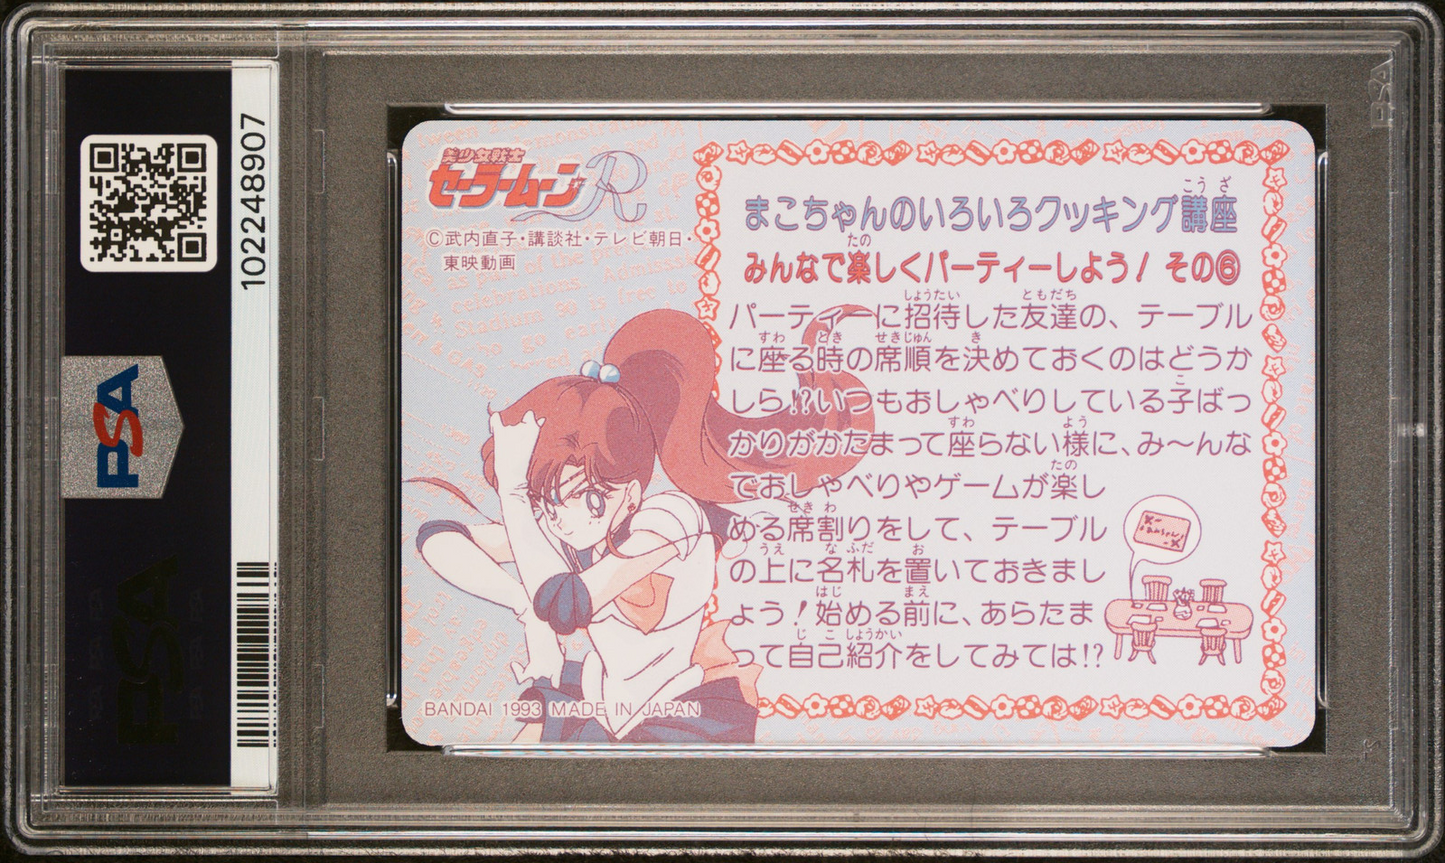 102248907
PSA
美少女戦士
セーラームーンR
©武内直子・講談社・テレビ朝日・
東映動画
まこちゃんのいろいろクッキング講座
みんなで楽しくパーティーしよう！その⑥
パーティーに招待した友達の、テーブル
に座る時の席順を決めておくのはどうか
しら!?いつもおしゃべりしている子ばっ
かりがかたまって座らない様に、み〜んな
でおしゃべりやゲームが楽し
める席割りをして、テーブル
の上に名札を置いておきまし
ょう！始める前に、あらたま
って自己紹介をしてみては!?
BANDAI 1993 MADE IN JAPAN